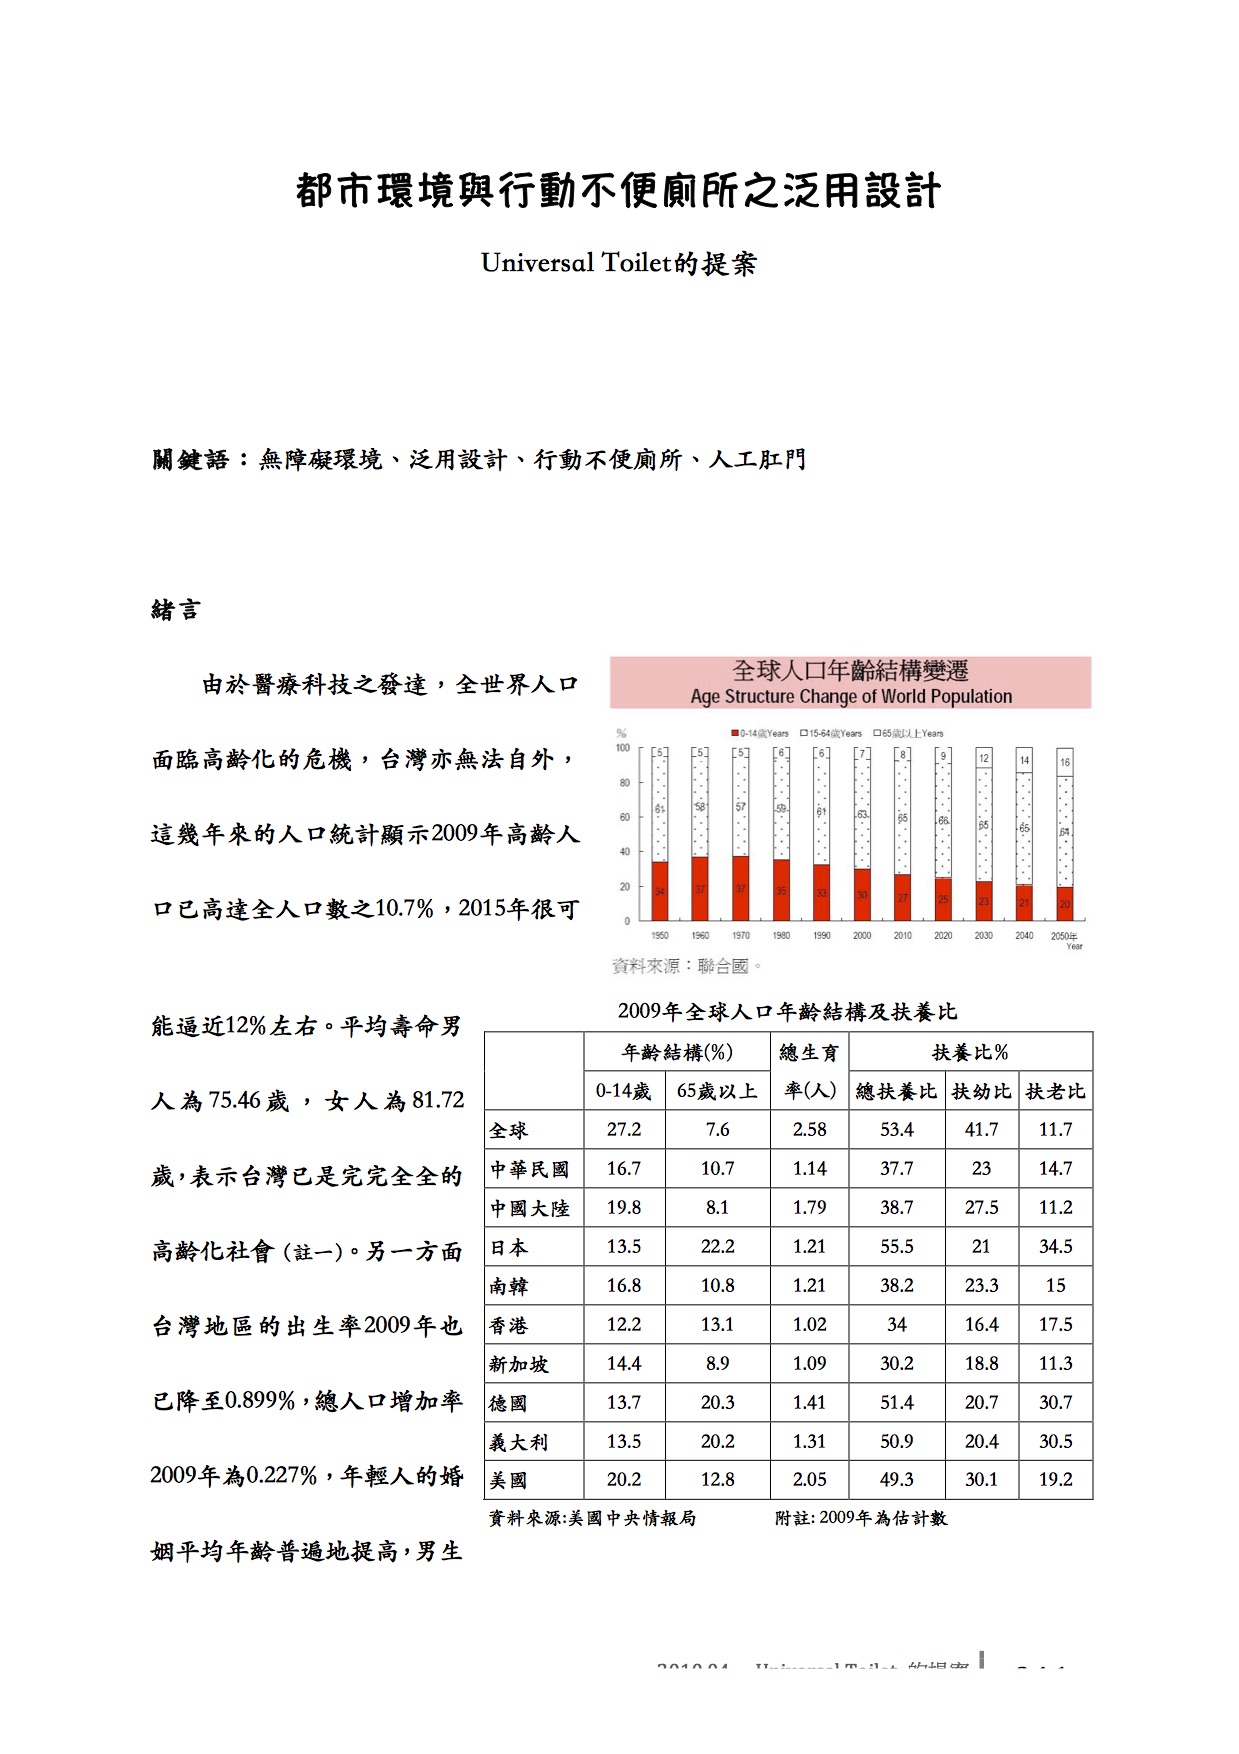 都市環境與行動不便廁所之泛用設計
Universal Toilet的提案
關鍵語：無障礙環境、泛用設計、行動不便廁所、人工肛門
緒言
由於醫療科技之發達，全世界人口
面臨高齡化的危機，台灣亦無法自外，
這幾年來的人口統計顯示2009年高齡人
口已高達全人口數之10.7%，2015年很可
能逼近12%左右。平均壽命男
人為75.46歲，女人為81.72
歲，表示台灣已是完完全全的
高齡化社會（註一）。另一方面
台灣地區的出生率2009年也
已降至0.899%，總人口增加率
2009年為0.227%，年輕人的婚
姻平均年齡普遍地提高，男生
全球人口年齡結構變遷
Age Structure Change of World Population
% 0-14歲Years 15-64歲Years 65歲以上Years
100 5 5 5 6 6 7 8 9 12 14 16
80
60 61 58 57 59 61 63 65 66 65 65 64
40
20 34 37 37 35 33 30 27 25 23 21 20
0
1950 1960 1970 1980 1990 2000 2010 2020 2030 2040 2050年
Year
資料來源：聯合國。
2009年全球人口年齡結構及扶養比
年齡結構(%) 總生育 扶養比%
0-14歲 65歲以上 率(人) 總扶養比 扶幼比 扶老比
全球 27.2 7.6 2.58 53.4 41.7 11.7
中華民國 16.7 10.7 1.14 37.7 23 14.7
中國大陸 19.8 8.1 1.79 38.7 27.5 11.2
日本 13.5 22.2 1.21 55.5 21 34.5
南韓 16.8 10.8 1.21 38.2 23.3 15
香港 12.2 13.1 1.02 34 16.4 17.5
新加坡 14.4 8.9 1.09 30.2 18.8 11.3
德國 13.7 20.3 1.41 51.4 20.7 30.7
義大利 13.5 20.2 1.31 50.9 20.4 30.5
美國 20.2 12.8 2.05 49.3 30.1 19.2
資料來源:美國中央情報局 附註: 2009年為估計數
2010.04 Universal Toilet 的提案